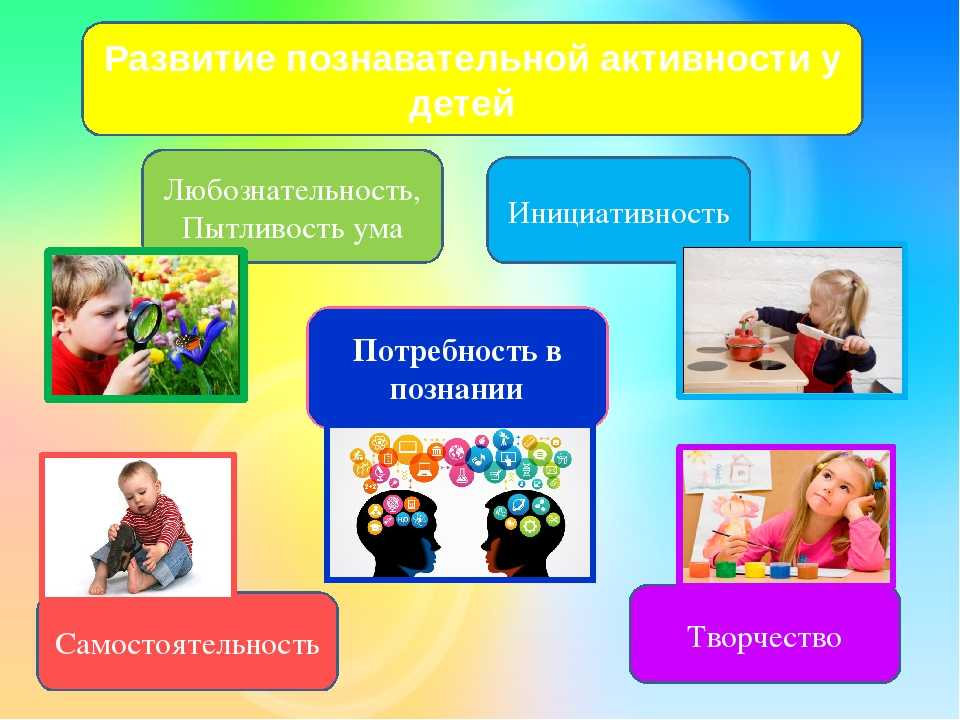 Развитие познавательной активности у
детей
Любознательность,
Пытливость ума
Инициативность
Потребность в
познании
Самостоятельность
Творчество